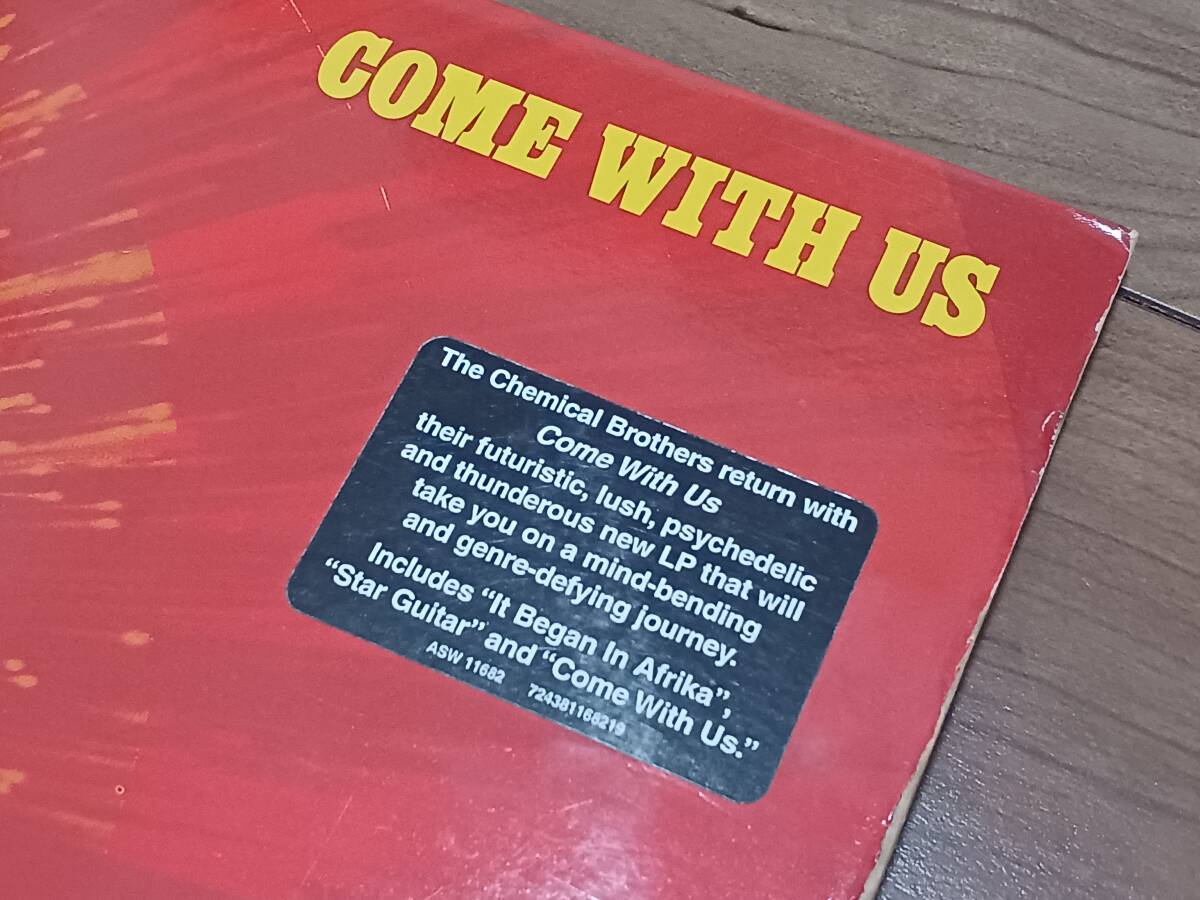 COME WITH US
The Chemical Brothers return with
Come With Us
their futuristic, lush, psychedelic
and thunderous new LP that will
take you on a mind-bending
and genre-defying journey.
Includes “It Began In Afrika”,
“Star Guitar” and “Come With Us.”
ASW 11682 724381168219